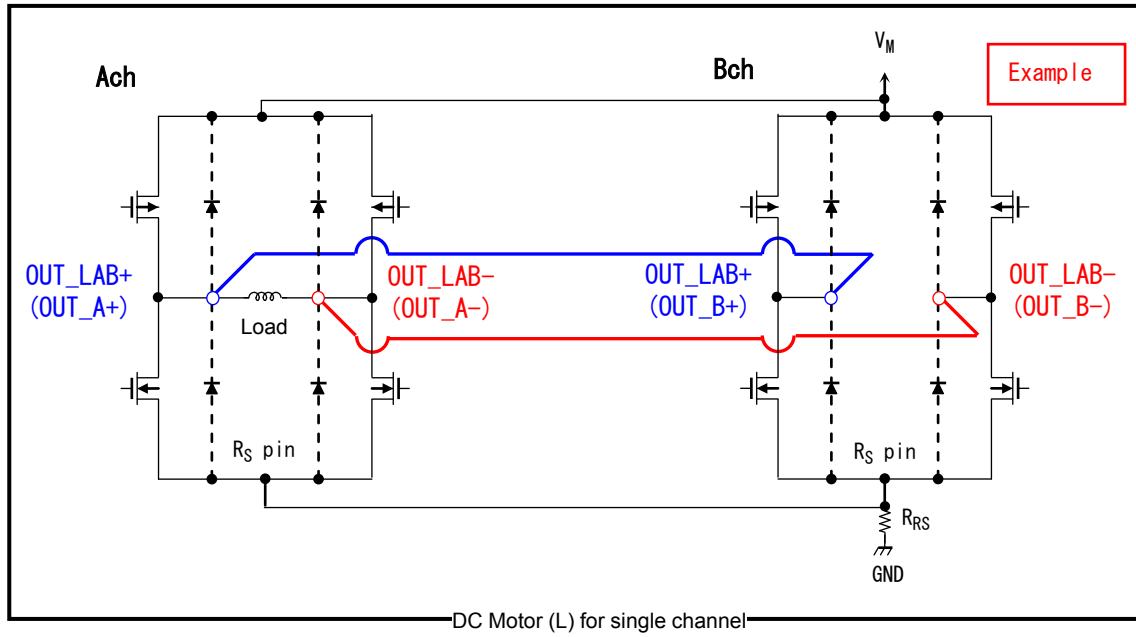 V_M
Ach
Bch
Example
OUT_LAB+
(OUT_A+)
Load
OUT_LAB-
(OUT_A-)
OUT_LAB+
(OUT_B+)
OUT_LAB-
(OUT_B-)
R_S pin
R_S pin
R_RS
GND
DC Motor (L) for single channel